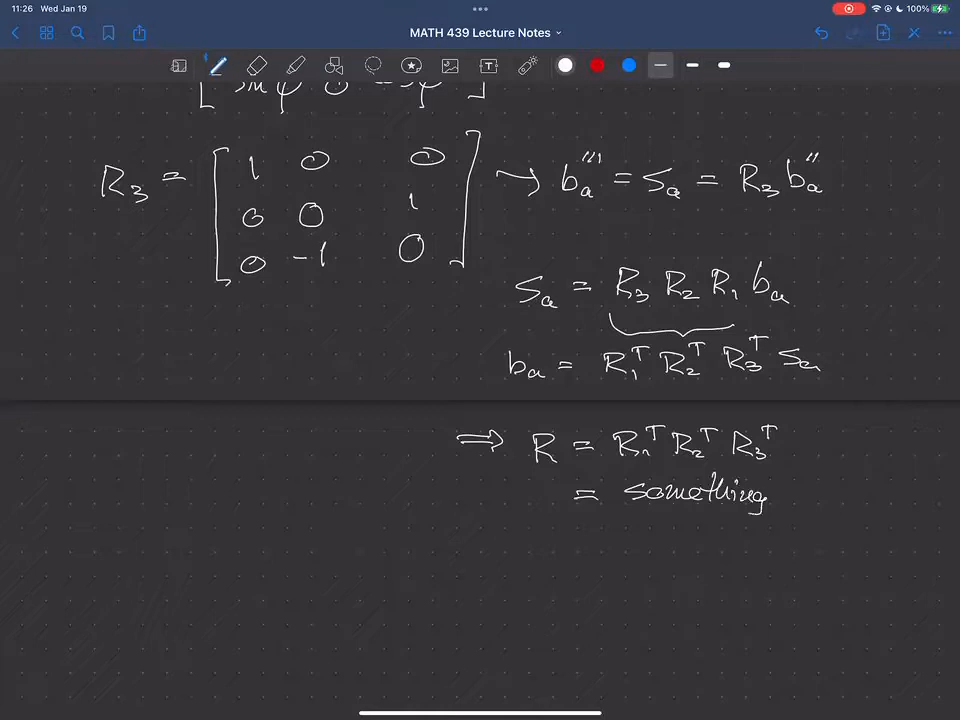 11:26 Wed Jan 19
100%
MATH 439 Lecture Notes
R₃ = [ 1 0 0 → bₐ''' = sₐ = R₃ bₐ''
0 0 1
0 -1 0 ]
sₐ = R₃ R₂ R₁ bₐ
bₐ = R₁ᵀ R₂ᵀ R₃ᵀ sₐ
⇒ R = R₁ᵀ R₂ᵀ R₃ᵀ
= something